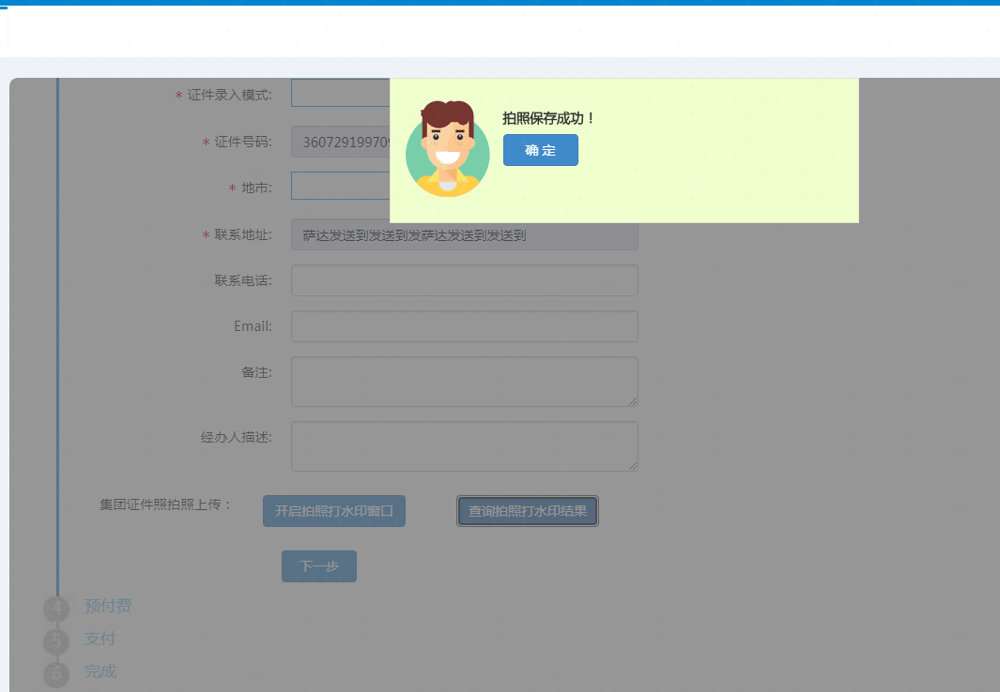 * 证件录入模式:
拍照保存成功！
确 定
* 证件号码:
36072919970
* 地市:
* 联系地址:
萨达发送到发送到发萨达发送到发送到
联系电话:
Email:
备注:
经办人描述:
集团证件照拍照上传：
开启拍照打水印窗口
查询拍照打水印结果
下一步
4 预付费
5 支付
6 完成